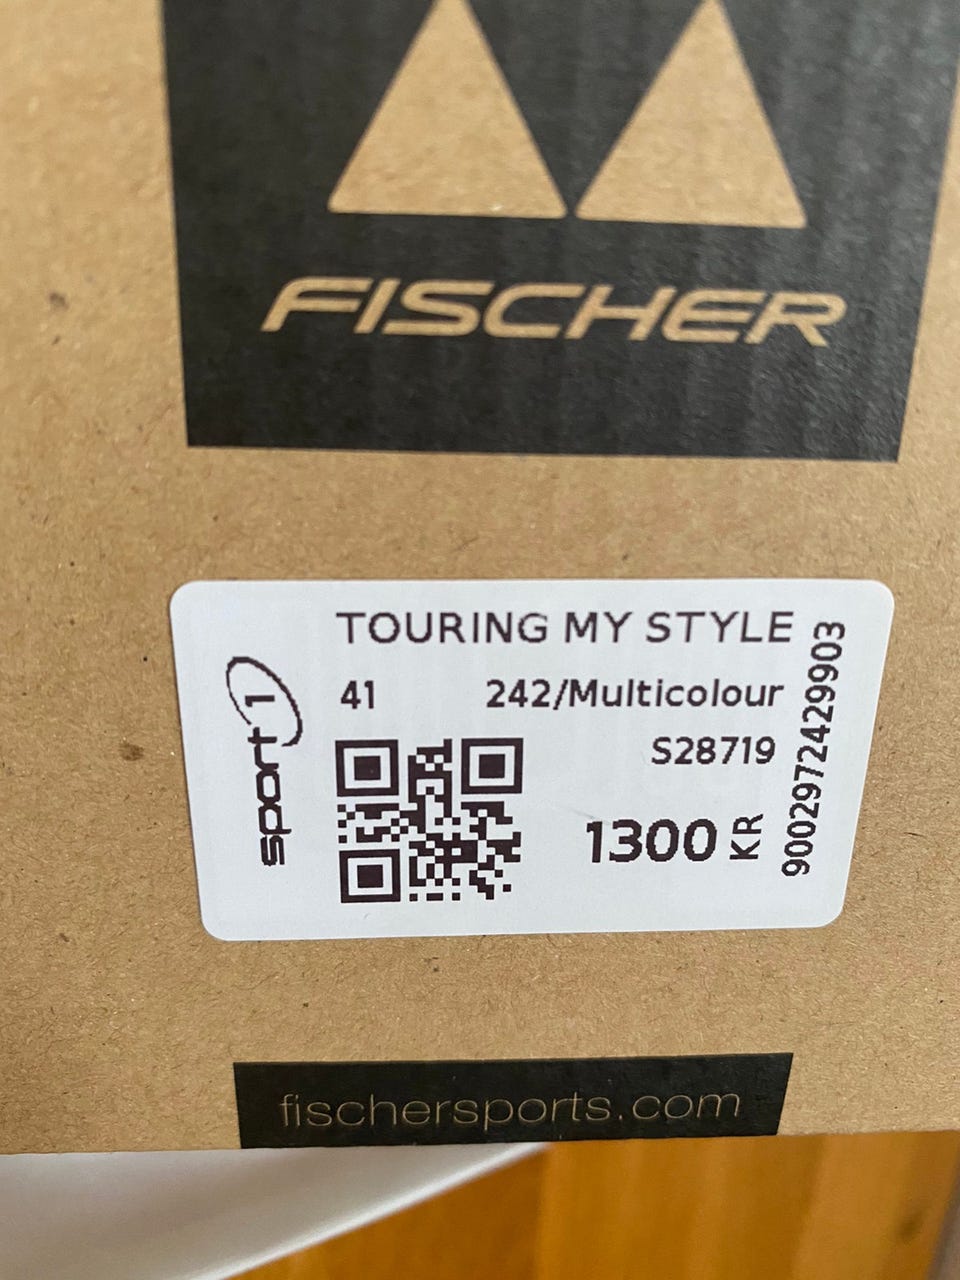 FISCHER
sport 1
TOURING MY STYLE
41 242/Multicolour
S28719
1300 KR
9002972429903
fischersports.com